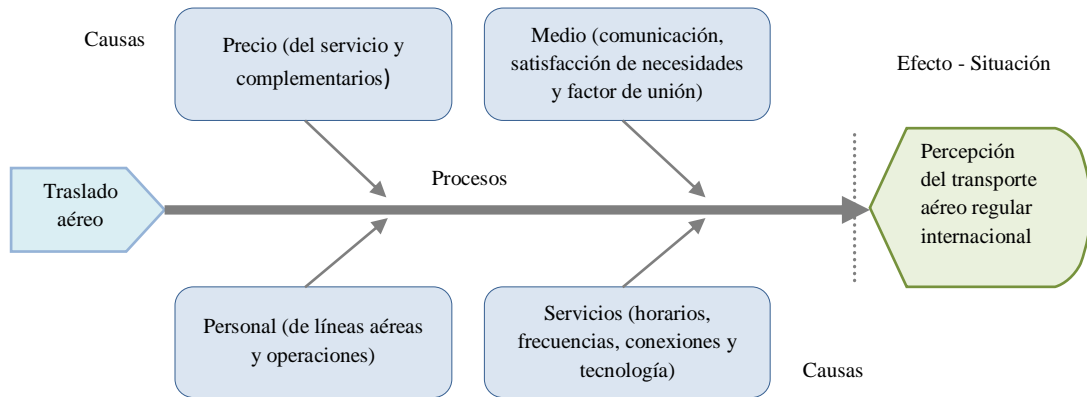 Causas
Precio (del servicio y
complementarios)
Medio (comunicación,
satisfacción de necesidades
y factor de unión)
Efecto - Situación
Traslado
aéreo
Procesos
Percepción
del transporte
aéreo regular
internacional
Personal (de líneas aéreas
y operaciones)
Servicios (horarios,
frecuencias, conexiones y
tecnología)
Causas